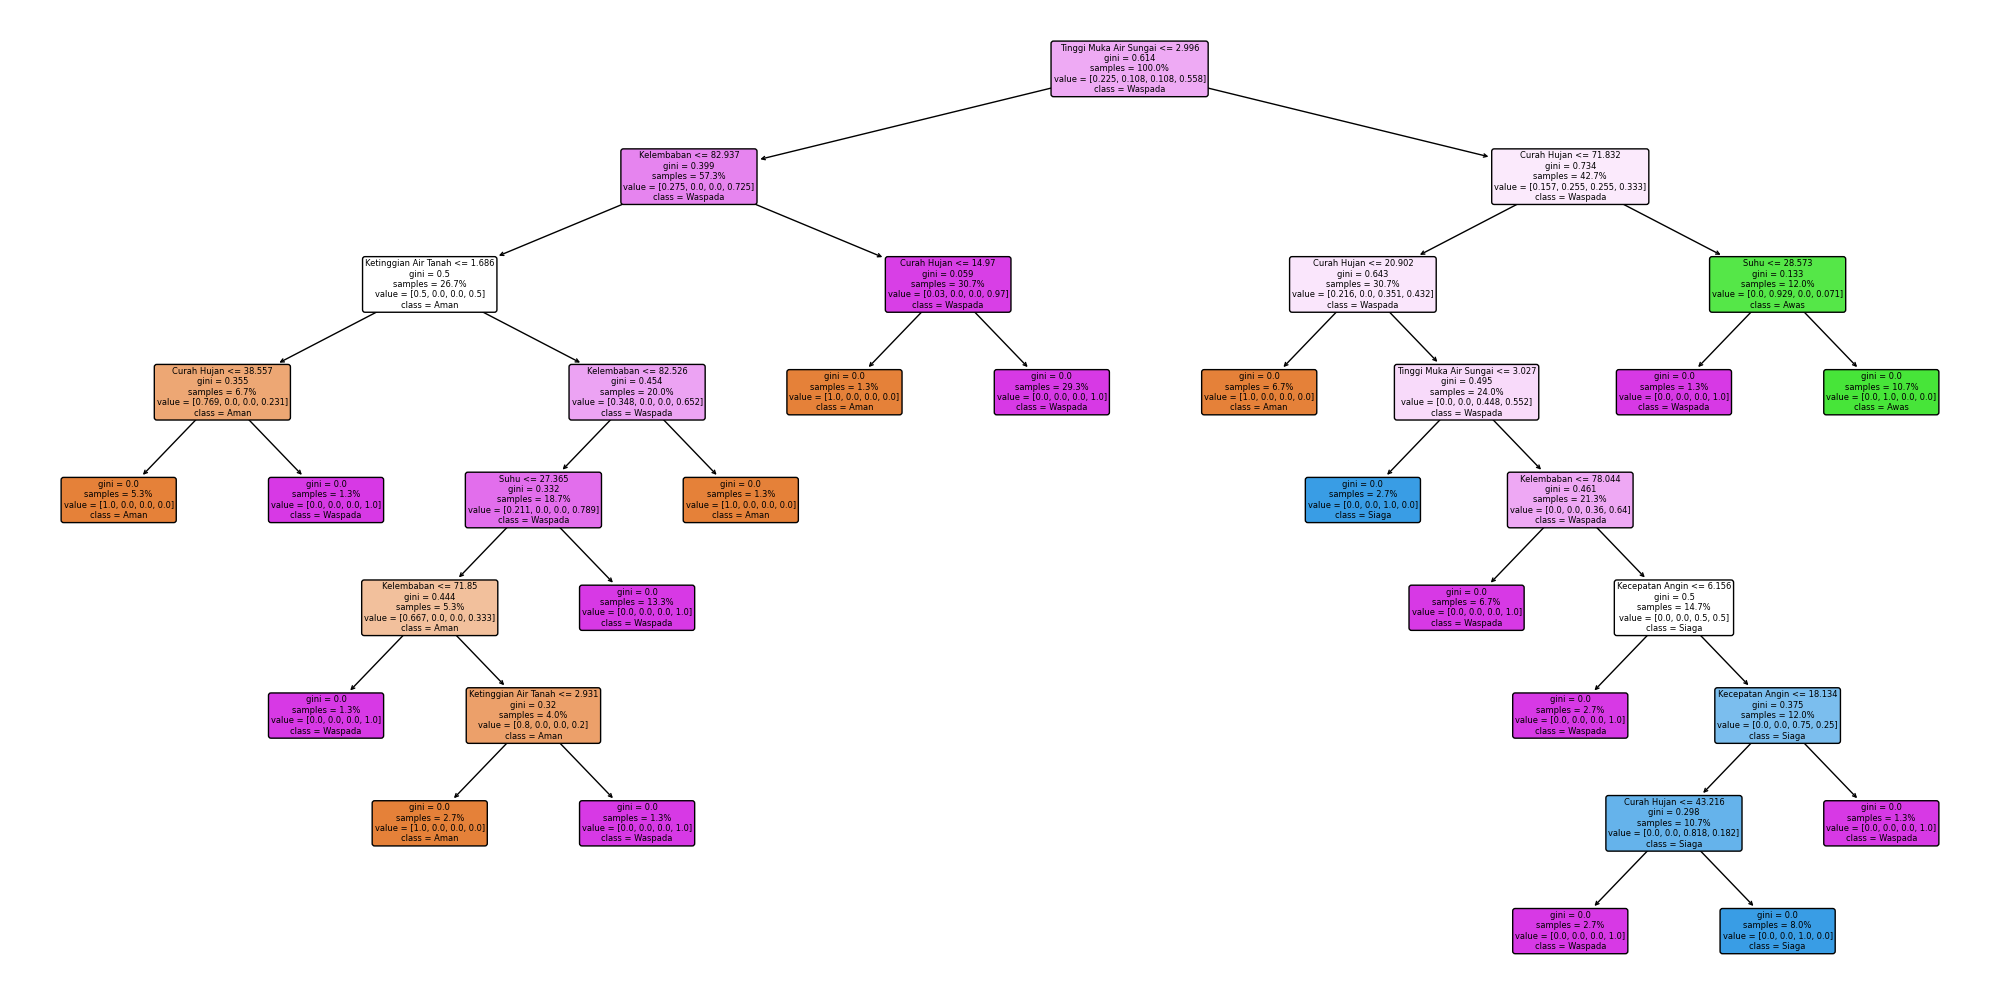 Tinggi Muka Air Sungai <= 2.996
gini = 0.614
samples = 100.0%
value = [0.225, 0.108, 0.108, 0.558]
class = Waspada
Kelembaban <= 82.937
gini = 0.399
samples = 57.3%
value = [0.275, 0.0, 0.0, 0.725]
class = Waspada
Curah Hujan <= 71.832
gini = 0.734
samples = 42.7%
value = [0.157, 0.255, 0.255, 0.333]
class = Waspada
Ketinggian Air Tanah <= 1.686
gini = 0.5
samples = 26.7%
value = [0.5, 0.0, 0.0, 0.5]
class = Aman
Curah Hujan <= 14.97
gini = 0.059
samples = 30.7%
value = [0.03, 0.0, 0.0, 0.97]
class = Waspada
Curah Hujan <= 20.902
gini = 0.643
samples = 30.7%
value = [0.216, 0.0, 0.351, 0.432]
class = Waspada
Suhu <= 28.573
gini = 0.133
samples = 12.0%
value = [0.0, 0.929, 0.0, 0.071]
class = Awas
Curah Hujan <= 38.557
gini = 0.355
samples = 6.7%
value = [0.769, 0.0, 0.0, 0.231]
class = Aman
Kelembaban <= 82.526
gini = 0.454
samples = 20.0%
value = [0.348, 0.0, 0.0, 0.652]
class = Waspada
gini = 0.0
samples = 1.3%
value = [1.0, 0.0, 0.0, 0.0]
class = Aman
gini = 0.0
samples = 29.3%
value = [0.0, 0.0, 0.0, 1.0]
class = Waspada
gini = 0.0
samples = 6.7%
value = [1.0, 0.0, 0.0, 0.0]
class = Aman
Tinggi Muka Air Sungai <= 3.027
gini = 0.495
samples = 24.0%
value = [0.0, 0.0, 0.448, 0.552]
class = Waspada
gini = 0.0
samples = 1.3%
value = [0.0, 0.0, 0.0, 1.0]
class = Waspada
gini = 0.0
samples = 10.7%
value = [0.0, 1.0, 0.0, 0.0]
class = Awas
gini = 0.0
samples = 5.3%
value = [1.0, 0.0, 0.0, 0.0]
class = Aman
gini = 0.0
samples = 1.3%
value = [0.0, 0.0, 0.0, 1.0]
class = Waspada
Suhu <= 27.365
gini = 0.332
samples = 18.7%
value = [0.211, 0.0, 0.0, 0.789]
class = Waspada
gini = 0.0
samples = 1.3%
value = [1.0, 0.0, 0.0, 0.0]
class = Aman
gini = 0.0
samples = 2.7%
value = [0.0, 0.0, 1.0, 0.0]
class = Siaga
Kelembaban <= 78.044
gini = 0.461
samples = 21.3%
value = [0.0, 0.0, 0.36, 0.64]
class = Waspada
Kelembaban <= 71.85
gini = 0.444
samples = 5.3%
value = [0.667, 0.0, 0.0, 0.333]
class = Aman
gini = 0.0
samples = 13.3%
value = [0.0, 0.0, 0.0, 1.0]
class = Waspada
gini = 0.0
samples = 6.7%
value = [0.0, 0.0, 0.0, 1.0]
class = Waspada
Kecepatan Angin <= 6.156
gini = 0.5
samples = 14.7%
value = [0.0, 0.0, 0.5, 0.5]
class = Siaga
gini = 0.0
samples = 1.3%
value = [0.0, 0.0, 0.0, 1.0]
class = Waspada
Ketinggian Air Tanah <= 2.931
gini = 0.32
samples = 4.0%
value = [0.8, 0.0, 0.0, 0.2]
class = Aman
gini = 0.0
samples = 2.7%
value = [0.0, 0.0, 0.0, 1.0]
class = Waspada
Kecepatan Angin <= 18.134
gini = 0.375
samples = 12.0%
value = [0.0, 0.0, 0.75, 0.25]
class = Siaga
gini = 0.0
samples = 2.7%
value = [1.0, 0.0, 0.0, 0.0]
class = Aman
gini = 0.0
samples = 1.3%
value = [0.0, 0.0, 0.0, 1.0]
class = Waspada
Curah Hujan <= 43.216
gini = 0.298
samples = 10.7%
value = [0.0, 0.0, 0.818, 0.182]
class = Siaga
gini = 0.0
samples = 1.3%
value = [0.0, 0.0, 0.0, 1.0]
class = Waspada
gini = 0.0
samples = 2.7%
value = [0.0, 0.0, 0.0, 1.0]
class = Waspada
gini = 0.0
samples = 8.0%
value = [0.0, 0.0, 1.0, 0.0]
class = Siaga